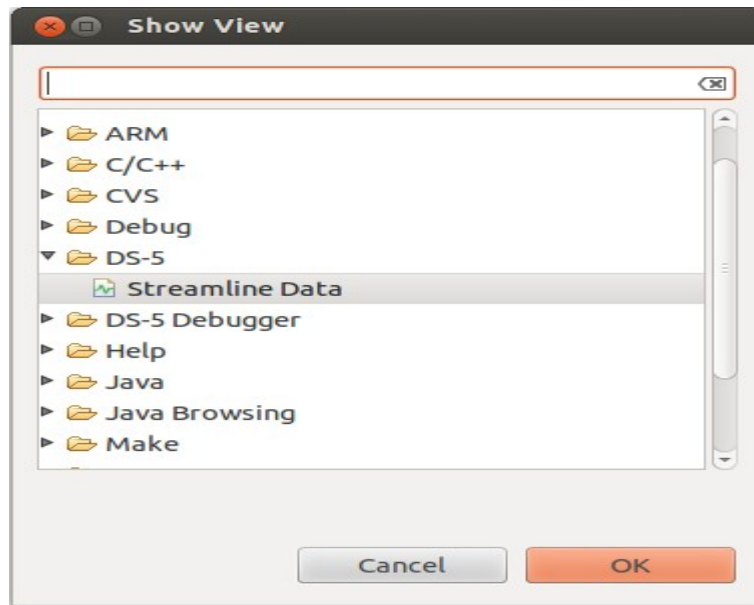 Show View
ARM
C/C++
CVS
Debug
DS-5
Streamline Data
DS-5 Debugger
Help
Java
Java Browsing
Make
Cancel
OK